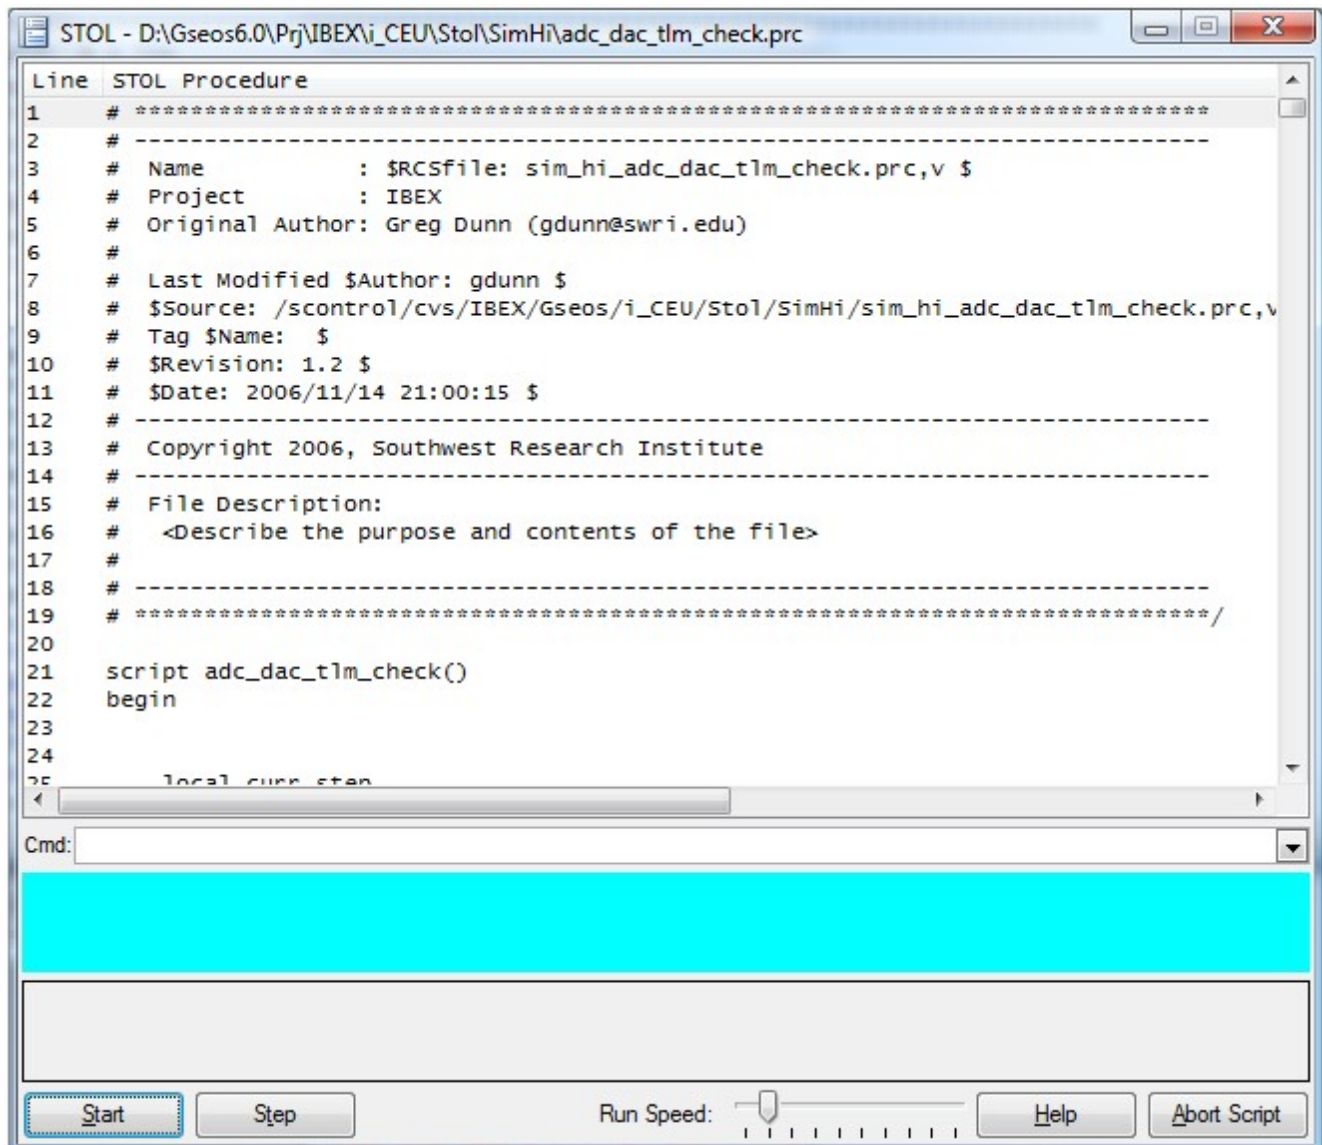 STOL - D:\Gseos6.0\Prj\IBEX\i_CEU\Stol\SimHi\adc_dac_tlm_check.prc
Line STOL Procedure
1 # ****************************************************************************
2 # ----------------------------------------------------------------------------
3 # Name : $RCSfile: sim_hi_adc_dac_tlm_check.prc,v $
4 # Project : IBEX
5 # Original Author: Greg Dunn (gdunn@swri.edu)
6 #
7 # Last Modified $Author: gdunn $
8 # $Source: /scontrol/cvs/IBEX/Gseos/i_CEU/Stol/SimHi/sim_hi_adc_dac_tlm_check.prc,v
9 # Tag $Name: $
10 # $Revision: 1.2 $
11 # $Date: 2006/11/14 21:00:15 $
12 # ----------------------------------------------------------------------------
13 # Copyright 2006, Southwest Research Institute
14 # ----------------------------------------------------------------------------
15 # File Description:
16 # <Describe the purpose and contents of the file>
17 #
18 # ----------------------------------------------------------------------------
19 # ****************************************************************************/
20
21 script adc_dac_tlm_check()
22 begin
23
24
25 local curr_step
Cmd:
Start Step Run Speed: Help Abort Script